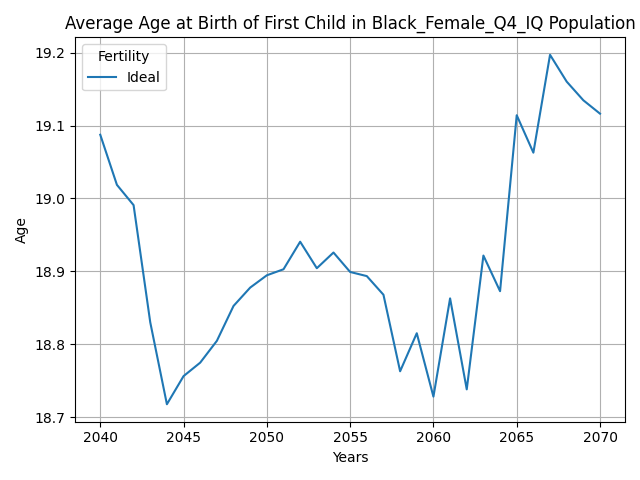 Average Age at Birth of First Child in Black_Female_Q4_IQ Population
Fertility
Ideal
19.2
19.1
19.0
18.9
18.8
18.7
Age
2040 2045 2050 2055 2060 2065 2070
Years